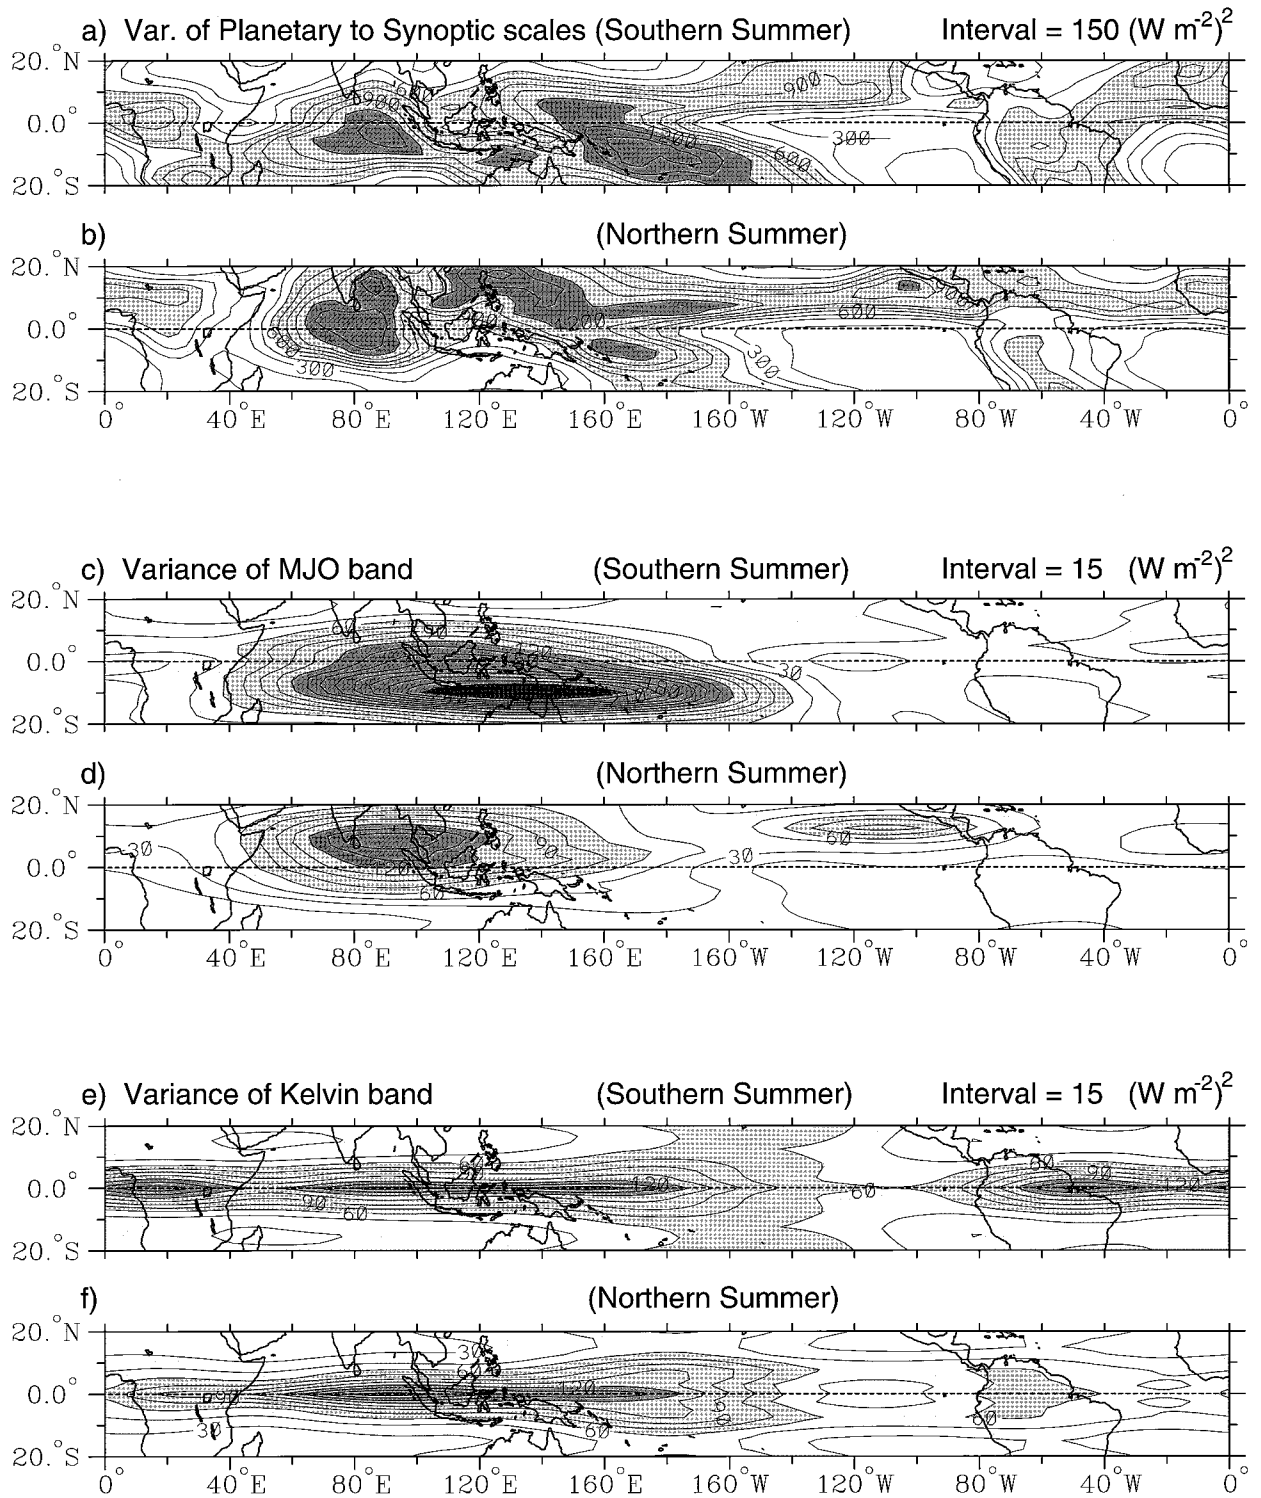 a) Var. of Planetary to Synoptic scales (Southern Summer) Interval = 150 (W m-2)2
20.°N
900
900
0.0°
1200
300
600
20.°S
b) (Northern Summer)
20.°N
0.0°
1200
600
600
300
300
20.°S
0° 40°E 80°E 120°E 160°E 160°W 120°W 80°W 40°W 0°
c) Variance of MJO band (Southern Summer) Interval = 15 (W m-2)2
20.°N
60 90
0.0°
30
20.°S
d) (Northern Summer)
20.°N
60
30 90 30
0.0°
120
60
20.°S
0° 40°E 80°E 120°E 160°E 160°W 120°W 80°W 40°W 0°
e) Variance of Kelvin band (Southern Summer) Interval = 15 (W m-2)2
20.°N
60 60 90
0.0°
120 60 120
90 60
20.°S
f) (Northern Summer)
20.°N
30
60
0.0°
90 120
60
30 60 60
20.°S
0° 40°E 80°E 120°E 160°E 160°W 120°W 80°W 40°W 0°